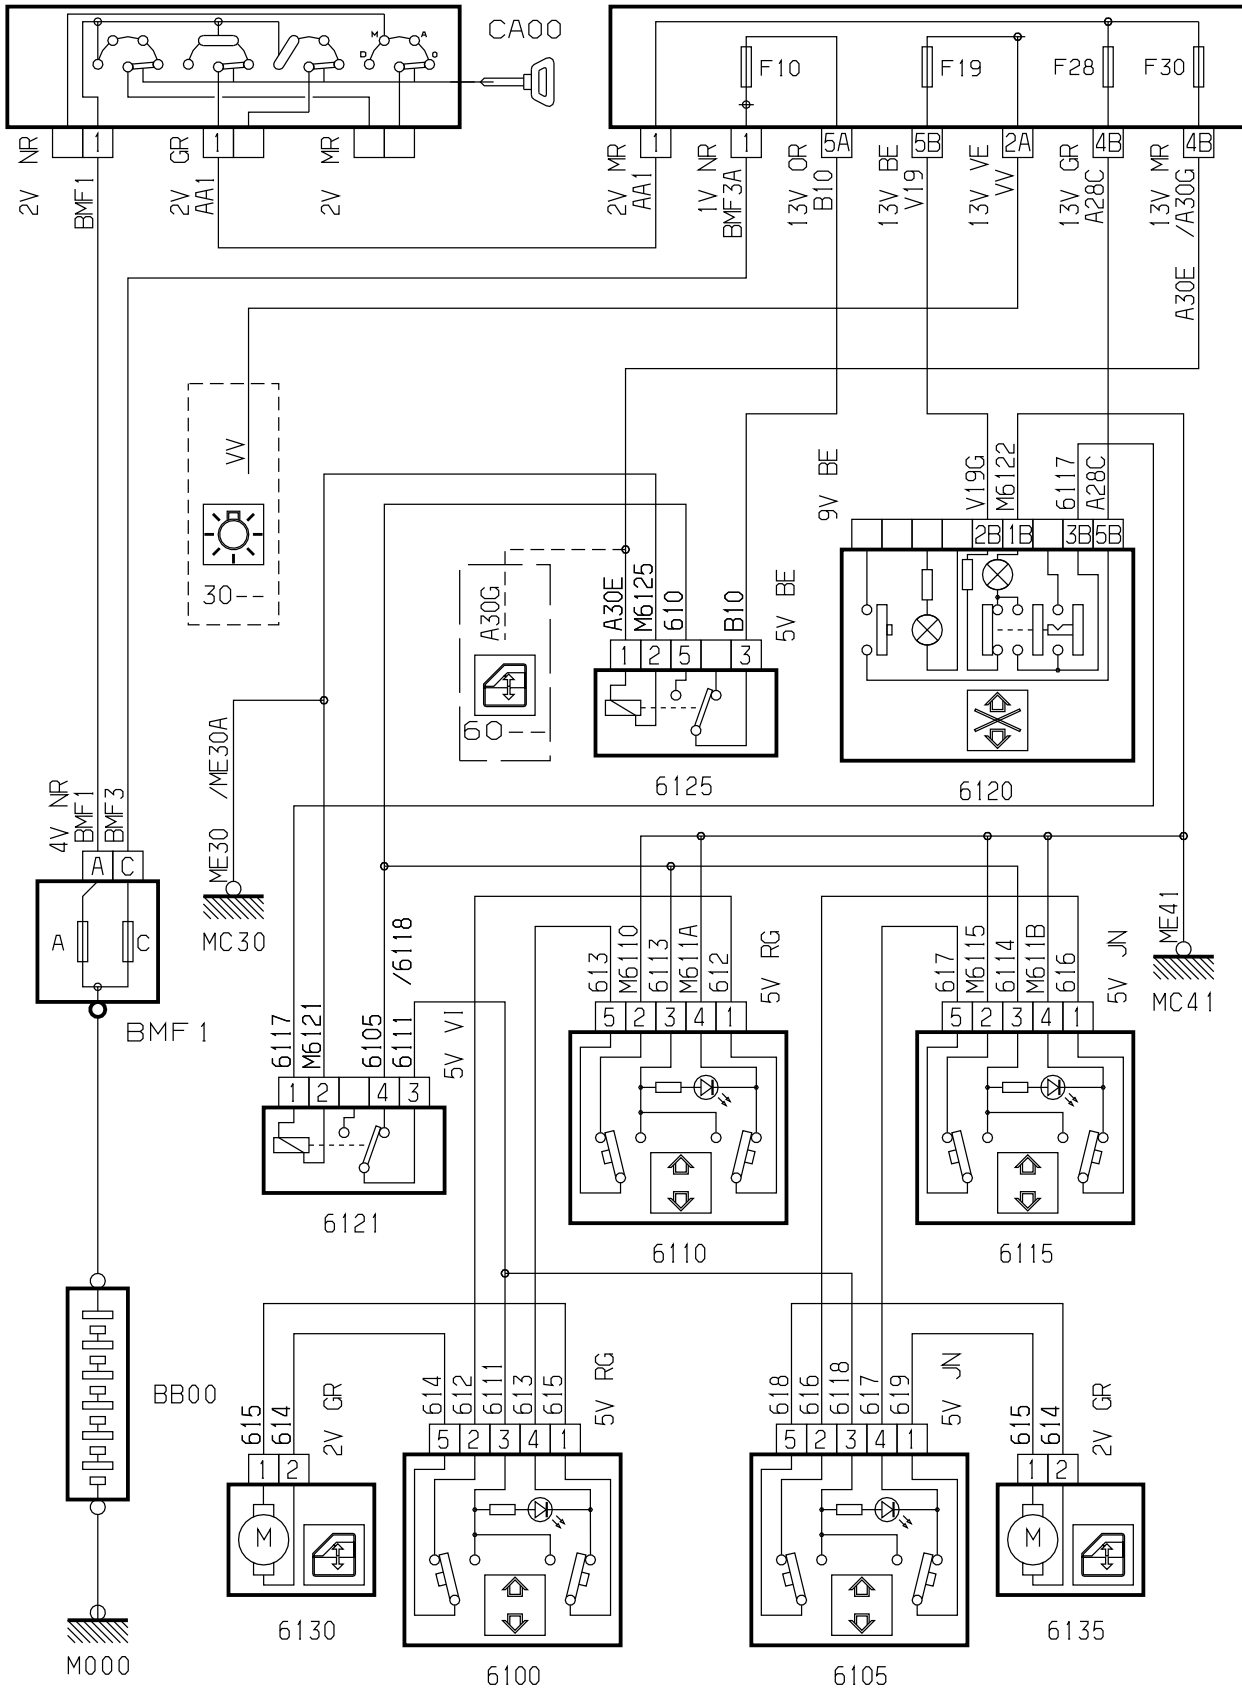 CA00
M A
D O
F10
F19
F28
F30
1
1
1
1
5A
5B
2A
4B
4B
2V NR
BMF1
2V GR
AA1
2V MR
2V MR
AA1
1V NR
BMF3A
13V OR
B10
13V BE
V19
13V VE
VV
13V GR
A28C
13V MR
/A30G
A30E
VV
30--
9V BE
V19G
M6122
6117
A28C
2B
1B
3B
5B
6120
A30G
60---
A30E
M6125
610
B10
5V BE
1
2
5
3
6125
ME30 /ME30A
MC30
4V NR
BMF1
BMF3
A
C
A
C
BMF1
6117
M6121
6105
/6118
6111
5V VI
1
2
4
3
6121
613
M6110
6113
M611A
612
5V RG
5
2
3
4
1
6110
617
M6115
6114
M611B
616
5V JN
5
2
3
4
1
6115
ME41
MC41
BB00
M000
615
614
2V GR
1
2
M
6130
614
612
6111
613
615
5V RG
5
2
3
4
1
6100
618
616
6118
617
619
5V JN
5
2
3
4
1
6105
615
614
2V GR
1
2
M
6135